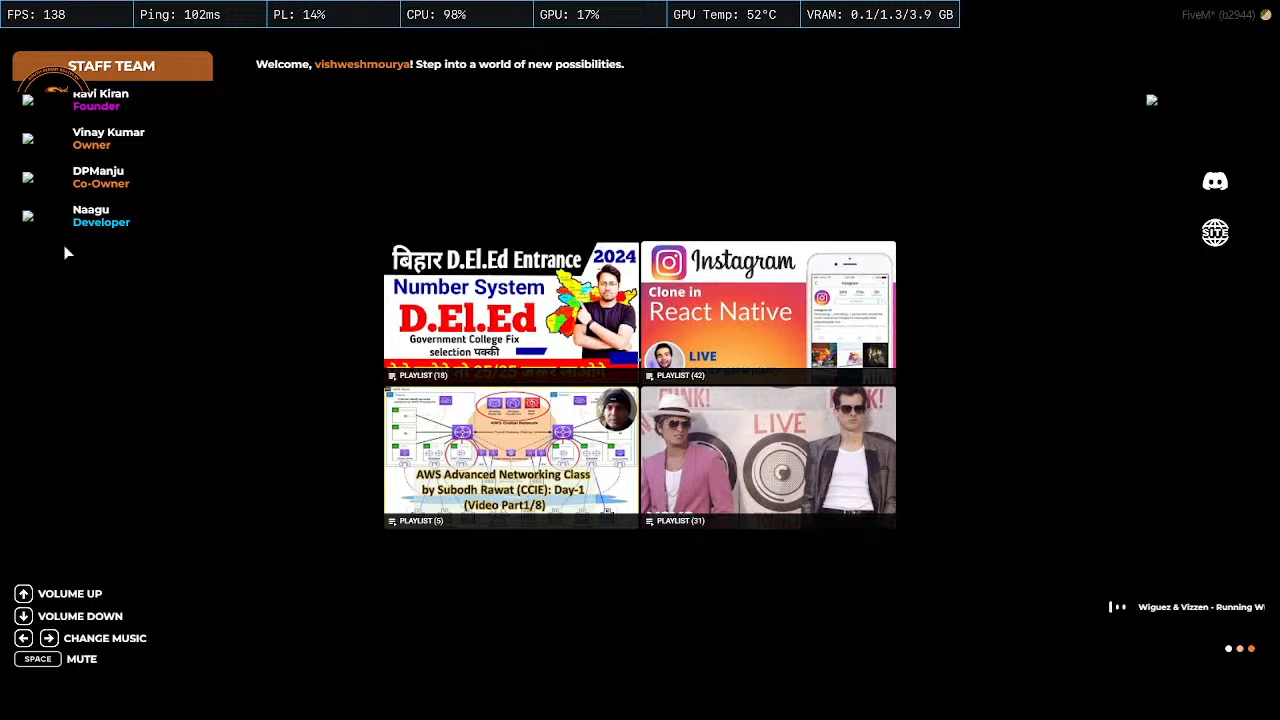 FPS: 138
Ping: 102ms
PL: 14%
CPU: 98%
GPU: 17%
GPU Temp: 52°C
VRAM: 0.1/1.3/3.9 GB
FiveM* (b2944)
STAFF TEAM
Welcome, vishweshmourya! Step into a world of new possibilities.
Ravi Kiran
Founder
Vinay Kumar
Owner
DPManju
Co-Owner
Naagu
Developer
SITE
बिहार D.El.Ed Entrance 2024
Number System
D.El.Ed
Government College Fix
selection पक्की
PLAYLIST (18)
Instagram
Clone in
React Native
LIVE
PLAYLIST (42)
AWS Global Network
AWS Advanced Networking Class
by Subodh Rawat (CCIE): Day-1
(Video Part1/8)
PLAYLIST (5)
LIVE
PLAYLIST (31)
VOLUME UP
VOLUME DOWN
CHANGE MUSIC
SPACE MUTE
Wiguez & Vizzen - Running Wi